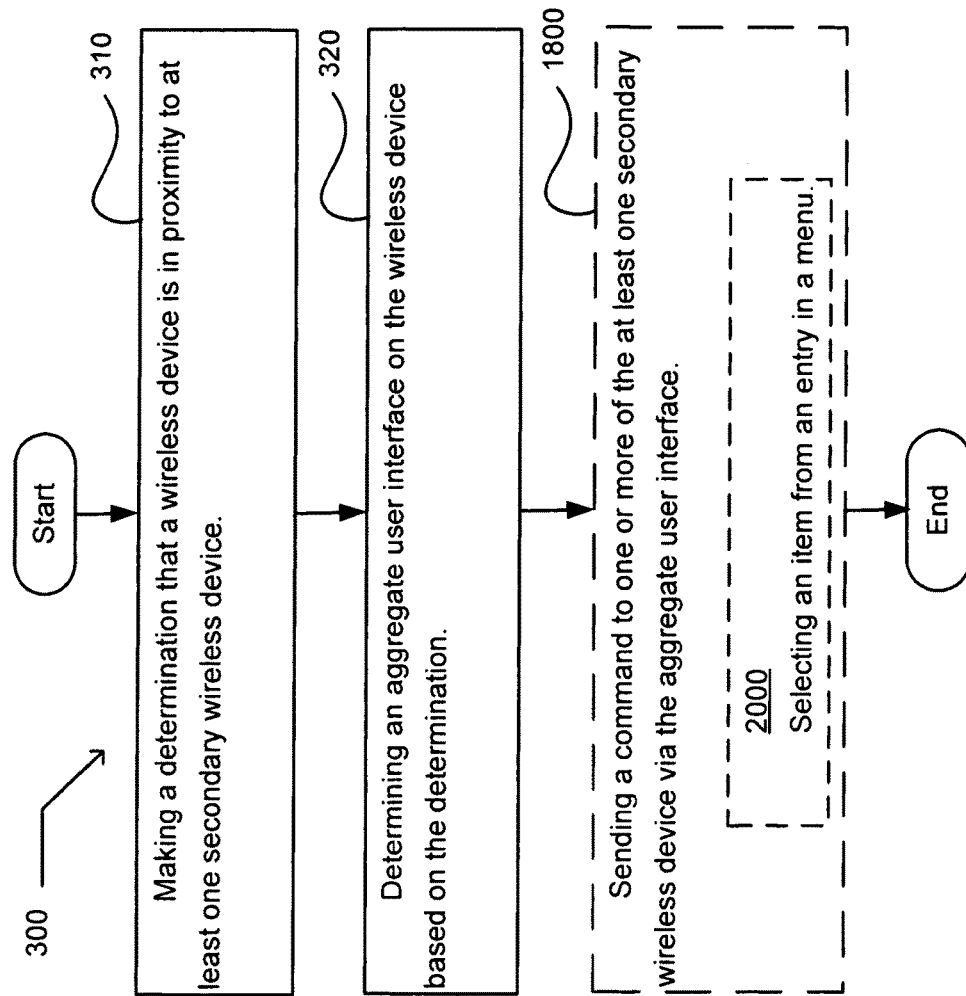 300
Start
310
Making a determination that a wireless device is in proximity to at
least one secondary wireless device.
320
Determining an aggregate user interface on the wireless device
based on the determination.
1800
Sending a command to one or more of the at least one secondary
wireless device via the aggregate user interface.
2000
Selecting an item from an entry in a menu.
End